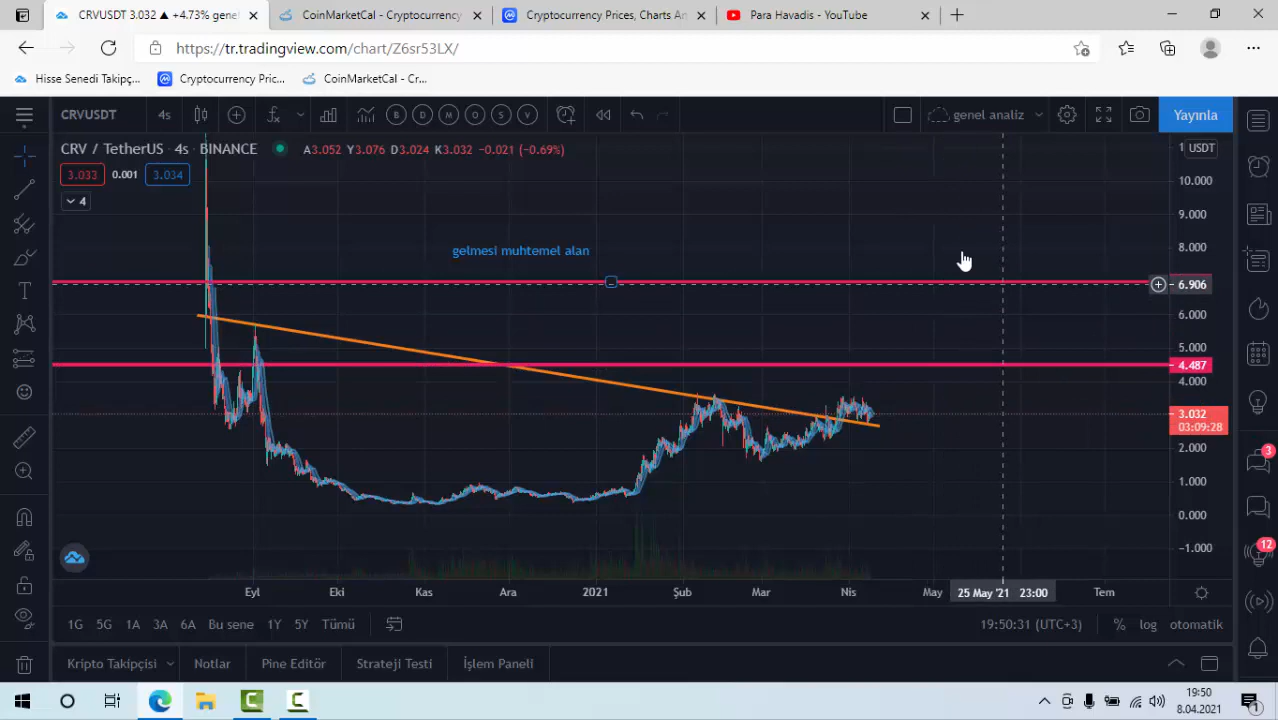 CRVUSDT 3.032 ▲ +4.73% genel
CoinMarketCal - Cryptocurrency
Cryptocurrency Prices, Charts An
Para Havadis - YouTube
https://tr.tradingview.com/chart/Z6sr53LX/
Hisse Senedi Takipç...
Cryptocurrency Pric...
CoinMarketCal - Cr...
CRVUSDT
4s
B D M O S V
genel analiz
Yayınla
CRV / TetherUS · 4s · BINANCE
A3.052 Y3.076 D3.024 K3.032 −0.021 (−0.69%)
USDT
3.033
0.001
3.034
4
10.000
9.000
gelmesi muhtemel alan
8.000
6.906
6.000
5.000
4.487
4.000
3.032
03:09:28
2.000
1.000
0.000
−1.000
Eyl Eki Kas Ara 2021 Şub Mar Nis May 25 May '21 23:00 Tem
1G 5G 1A 3A 6A Bu sene 1Y 5Y Tümü
19:50:31 (UTC+3) % log otomatik
Kripto Takipçisi Notlar Pine Editör Strateji Testi İşlem Paneli
3
12
19:50
8.04.2021
1